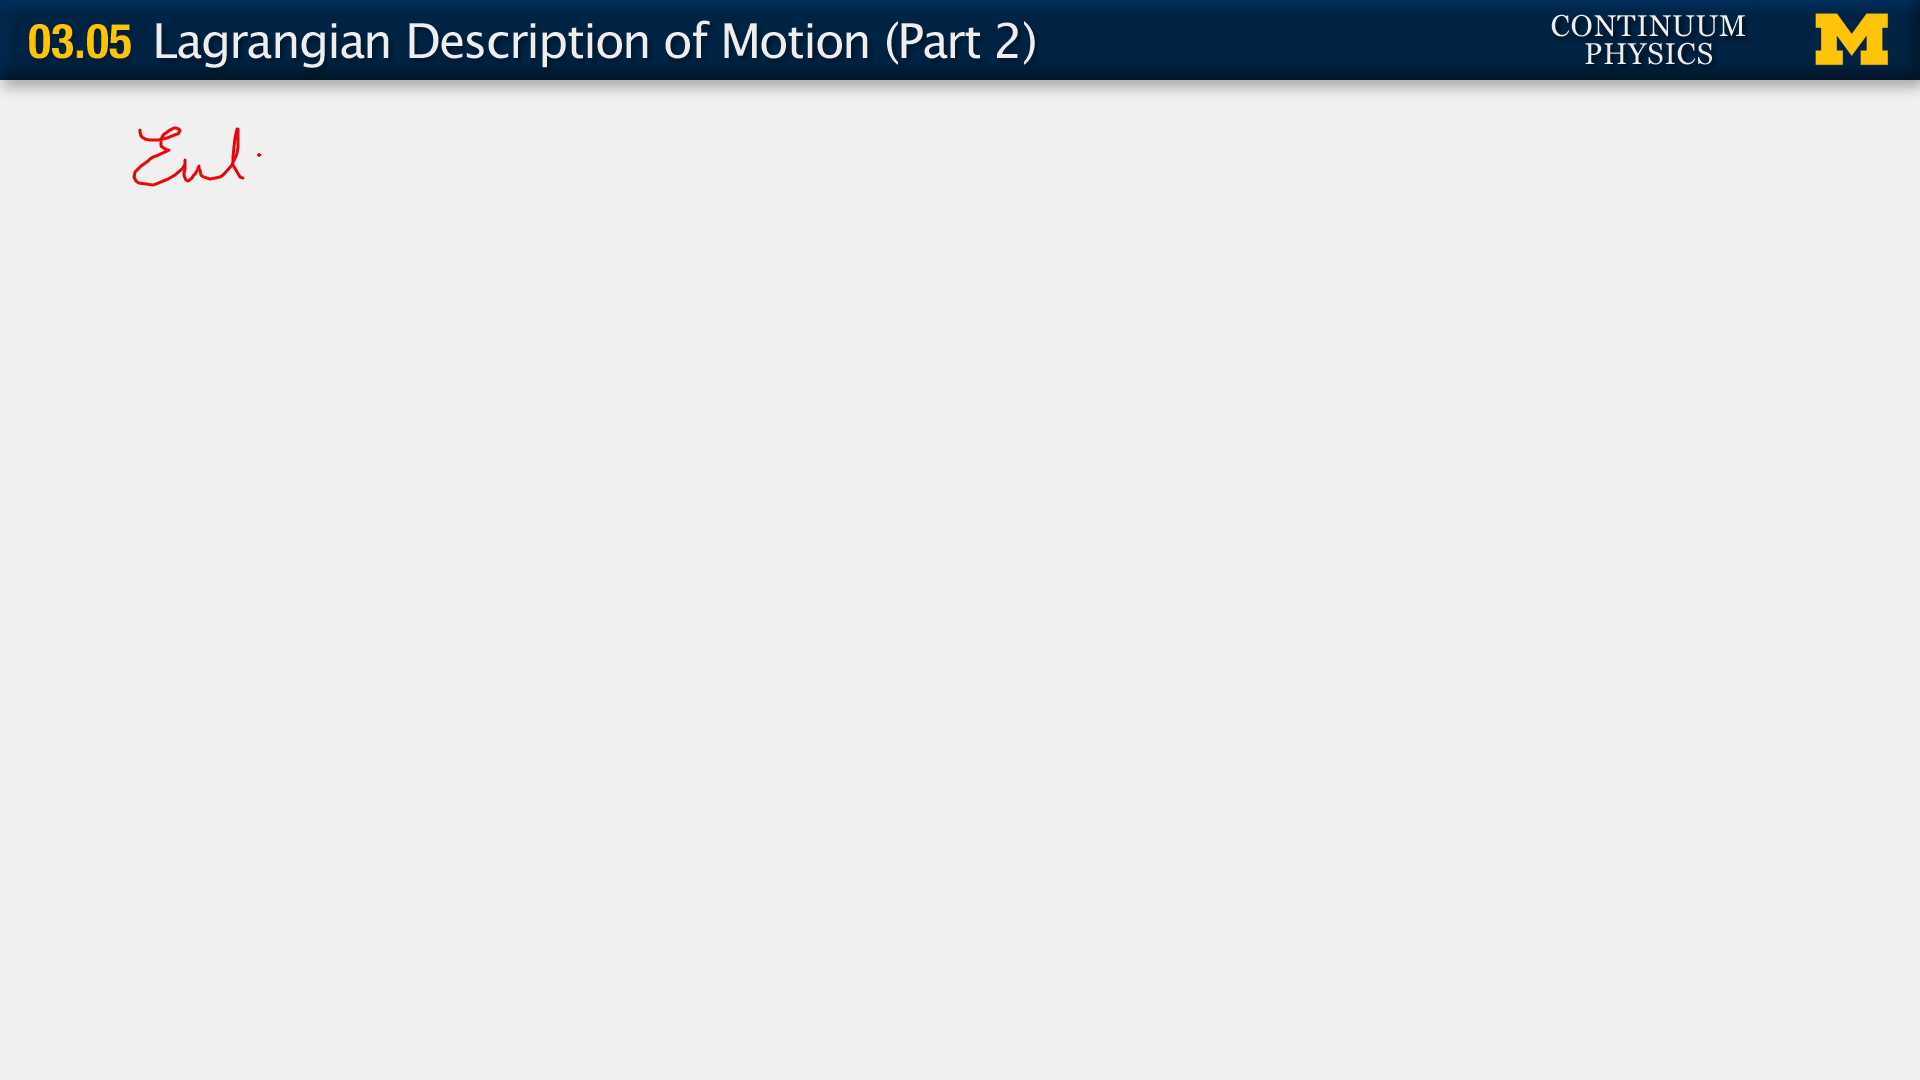 03.05 Lagrangian Description of Motion (Part 2)
CONTINUUM
PHYSICS
M
Eul